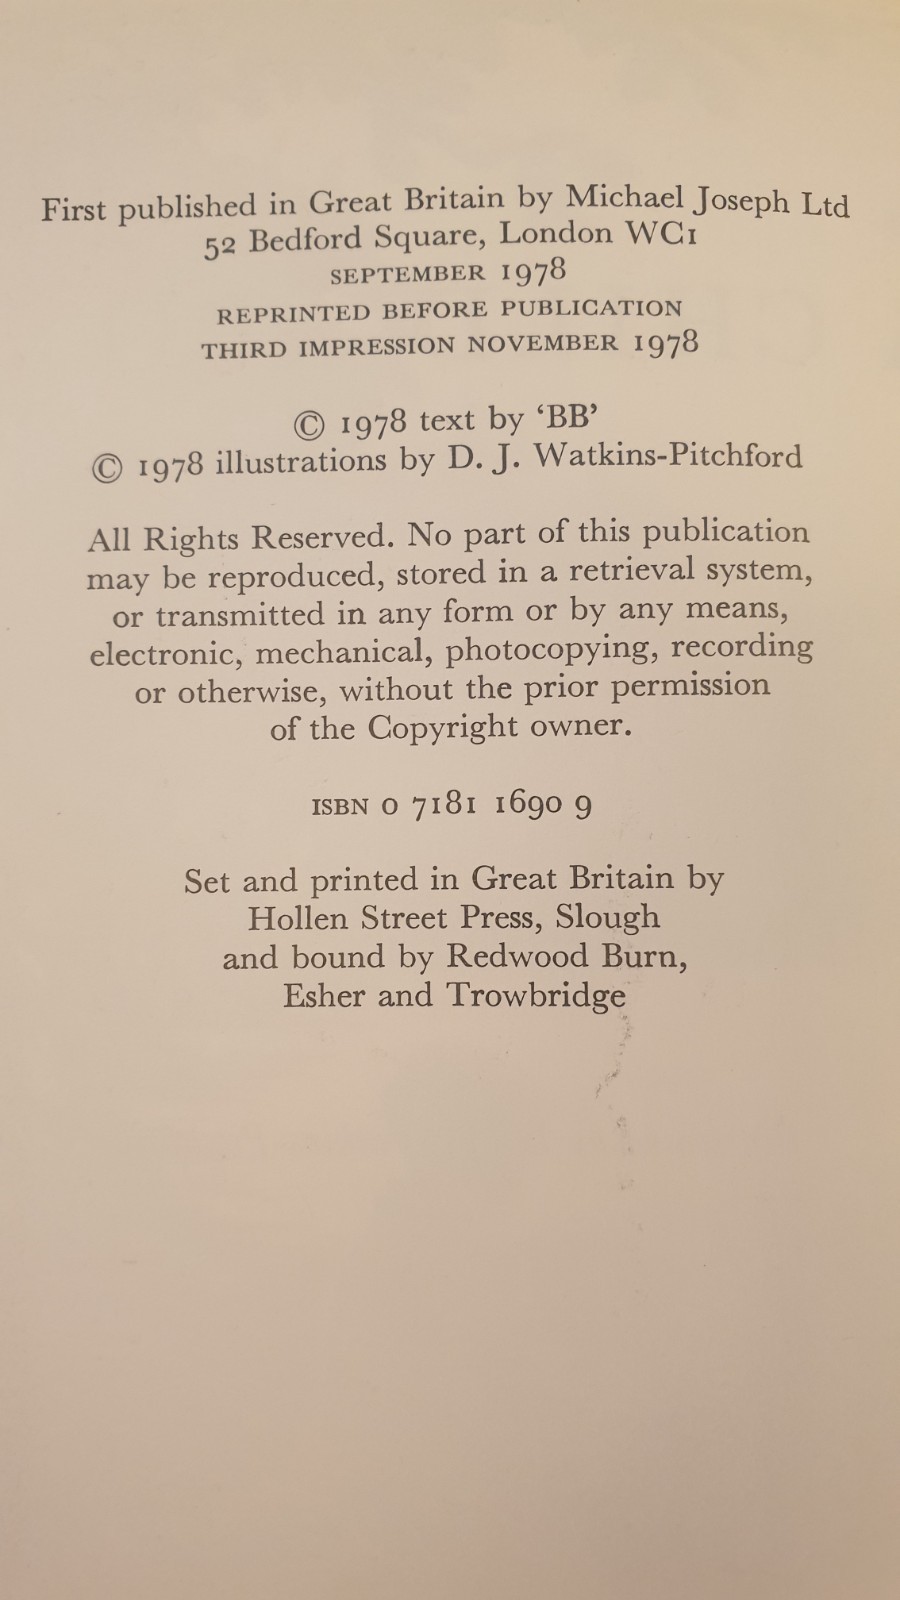 First published in Great Britain by Michael Joseph Ltd
52 Bedford Square, London WC1
SEPTEMBER 1978
REPRINTED BEFORE PUBLICATION
THIRD IMPRESSION NOVEMBER 1978
© 1978 text by ‘BB’
© 1978 illustrations by D. J. Watkins-Pitchford
All Rights Reserved. No part of this publication
may be reproduced, stored in a retrieval system,
or transmitted in any form or by any means,
electronic, mechanical, photocopying, recording
or otherwise, without the prior permission
of the Copyright owner.
ISBN 0 7181 1690 9
Set and printed in Great Britain by
Hollen Street Press, Slough
and bound by Redwood Burn,
Esher and Trowbridge